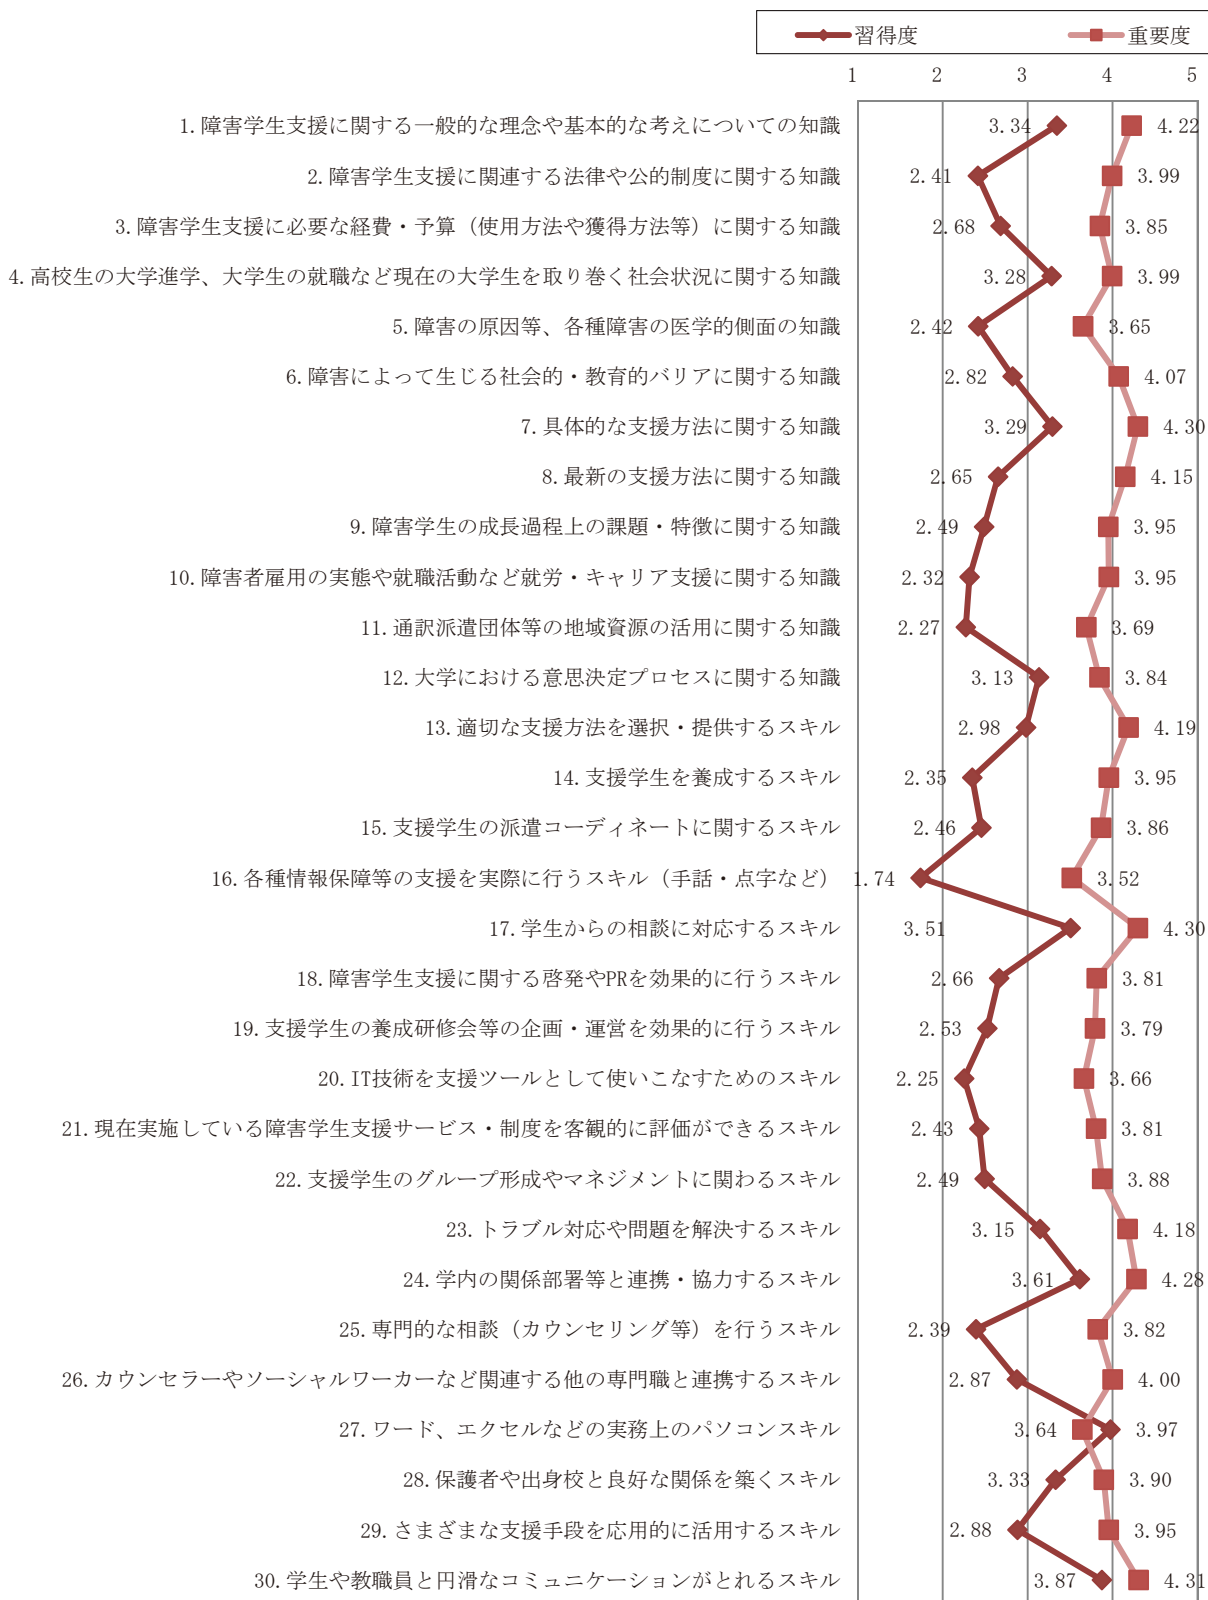 習得度 重要度
1 2 3 4 5
1.障害学生支援に関する一般的な理念や基本的な考えについての知識 3.34 4.22
2.障害学生支援に関連する法律や公的制度に関する知識 2.41 3.99
3.障害学生支援に必要な経費・予算（使用方法や獲得方法等）に関する知識 2.68 3.85
4.高校生の大学進学、大学生の就職など現在の大学生を取り巻く社会状況に関する知識 3.28 3.99
5.障害の原因等、各種障害の医学的側面の知識 2.42 3.65
6.障害によって生じる社会的・教育的バリアに関する知識 2.82 4.07
7.具体的な支援方法に関する知識 3.29 4.30
8.最新の支援方法に関する知識 2.65 4.15
9.障害学生の成長過程上の課題・特徴に関する知識 2.49 3.95
10.障害者雇用の実態や就職活動など就労・キャリア支援に関する知識 2.32 3.95
11.通訳派遣団体等の地域資源の活用に関する知識 2.27 3.69
12.大学における意思決定プロセスに関する知識 3.13 3.84
13.適切な支援方法を選択・提供するスキル 2.98 4.19
14.支援学生を養成するスキル 2.35 3.95
15.支援学生の派遣コーディネートに関するスキル 2.46 3.86
16.各種情報保障等の支援を実際に行うスキル（手話・点字など） 1.74 3.52
17.学生からの相談に対応するスキル 3.51 4.30
18.障害学生支援に関する啓発やPRを効果的に行うスキル 2.66 3.81
19.支援学生の養成研修会等の企画・運営を効果的に行うスキル 2.53 3.79
20.IT技術を支援ツールとして使いこなすためのスキル 2.25 3.66
21.現在実施している障害学生支援サービス・制度を客観的に評価ができるスキル 2.43 3.81
22.支援学生のグループ形成やマネジメントに関わるスキル 2.49 3.88
23.トラブル対応や問題を解決するスキル 3.15 4.18
24.学内の関係部署等と連携・協力するスキル 3.61 4.28
25.専門的な相談（カウンセリング等）を行うスキル 2.39 3.82
26.カウンセラーやソーシャルワーカーなど関連する他の専門職と連携するスキル 2.87 4.00
27.ワード、エクセルなどの実務上のパソコンスキル 3.64 3.97
28.保護者や出身校と良好な関係を築くスキル 3.33 3.90
29.さまざまな支援手段を応用的に活用するスキル 2.88 3.95
30.学生や教職員と円滑なコミュニケーションがとれるスキル 3.87 4.31